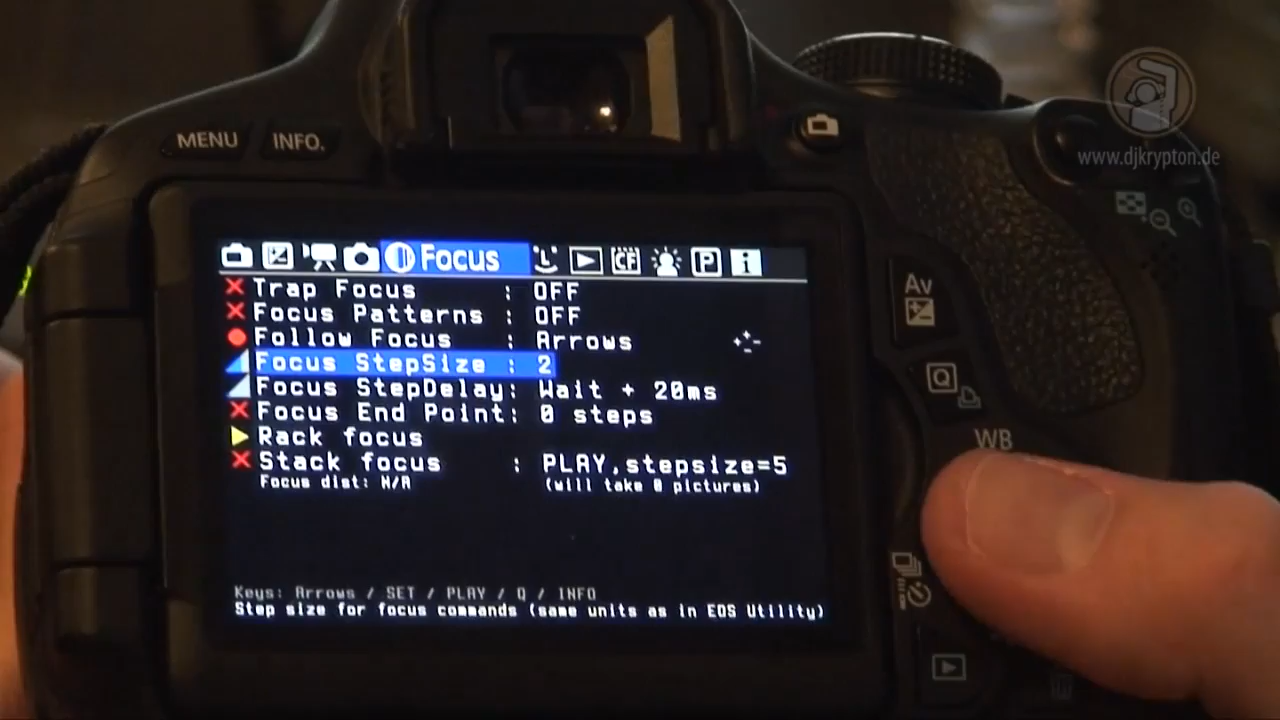 MENU INFO.
www.djkrypton.de
Focus
Trap Focus : OFF
Focus Patterns : OFF
Follow Focus : Arrows
Focus StepSize : 2
Focus StepDelay: Wait + 20ms
Focus End Point: 0 steps
Rack focus
Stack focus : PLAY,stepsize=5
Focus dist: N/A (will take 0 pictures)
Keys: Arrows / SET / PLAY / Q / INFO
Step size for focus commands (same units as in EOS Utility)
Av
Q
WB